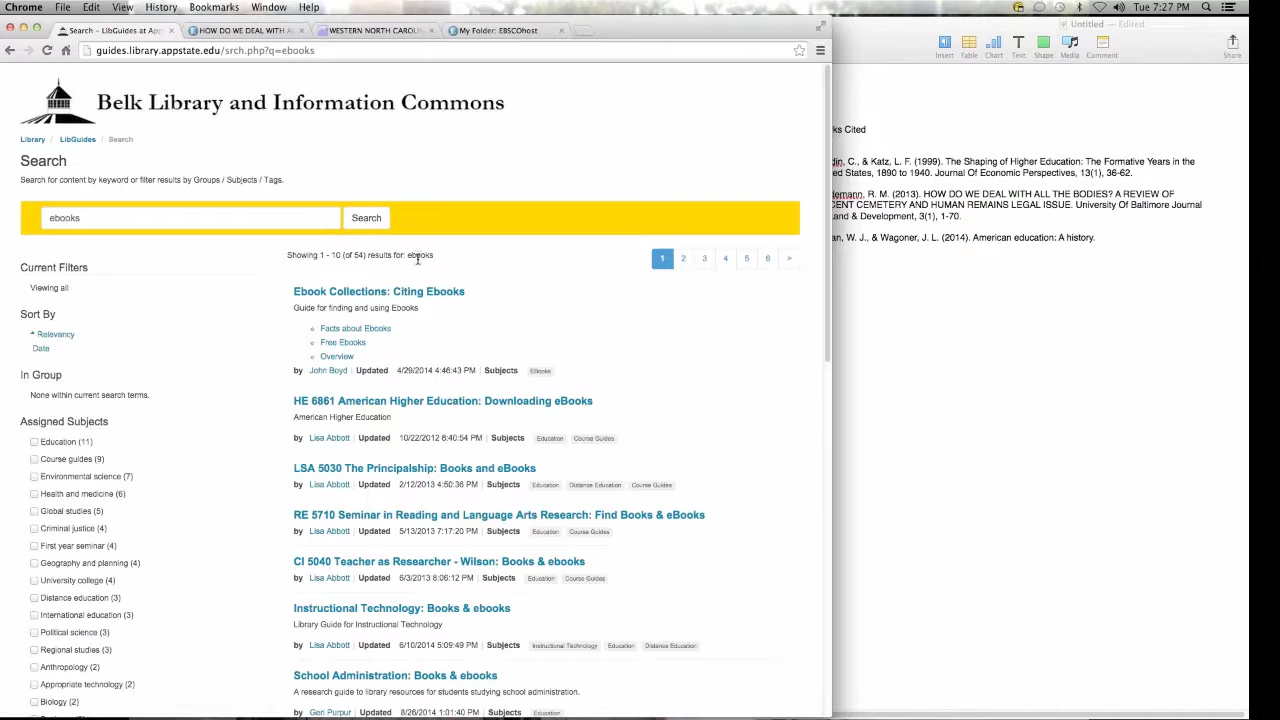 Chrome File Edit View History Bookmarks Window Help Tue 7:27 PM
Search - LibGuides HOW DO WE DEAL WITH A WESTERN NORTH CAROLIN My Folder: EBSCOhost
Untitled — Edited
guides.library.appstate.edu/srch.php?q=ebooks
Insert Table Chart Text Shape Media Comment Share
Belk Library and Information Commons
Library / LibGuides / Search
Search
Search for content by keyword or filter results by Groups / Subjects / Tags.
ebooks Search
Current Filters
Viewing all
Sort By
Relevancy
Date
In Group
None within current search terms.
Assigned Subjects
Education (11)
Course guides (9)
Environmental science (7)
Health and medicine (6)
Global studies (5)
Criminal justice (4)
First year seminar (4)
Geography and planning (4)
University college (4)
Distance education (3)
International education (3)
Political science (3)
Regional studies (3)
Anthropology (2)
Appropriate technology (2)
Biology (2)
Showing 1 - 10 (of 54) results for: ebooks
1 2 3 4 5 6 >
Ebook Collections: Citing Ebooks
Guide for finding and using Ebooks
Facts about Ebooks
Free Ebooks
Overview
by John Boyd | Updated 4/29/2014 4:46:43 PM | Subjects EBooks
HE 6861 American Higher Education: Downloading eBooks
American Higher Education
by Lisa Abbott | Updated 10/22/2012 8:40:54 PM | Subjects Education Course Guides
LSA 5030 The Principalship: Books and eBooks
by Lisa Abbott | Updated 2/12/2013 4:50:36 PM | Subjects Education Distance Education Course Guides
RE 5710 Seminar in Reading and Language Arts Research: Find Books & eBooks
by Lisa Abbott | Updated 5/13/2013 7:17:20 PM | Subjects Education Course Guides
CI 5040 Teacher as Researcher - Wilson: Books & ebooks
by Lisa Abbott | Updated 6/3/2013 8:06:12 PM | Subjects Education Course Guides
Instructional Technology: Books & ebooks
Library Guide for Instructional Technology
by Lisa Abbott | Updated 6/10/2014 5:09:49 PM | Subjects Instructional Technology Education Distance Education
School Administration: Books & ebooks
A research guide to library resources for students studying school administration.
by Geri Purpur | Updated 8/26/2014 1:01:40 PM | Subjects Education
ks Cited
din, C., & Katz, L. F. (1999). The Shaping of Higher Education: The Formative Years in the
ed States, 1890 to 1940. Journal Of Economic Perspectives, 13(1), 36-62.
demann, R. M. (2013). HOW DO WE DEAL WITH ALL THE BODIES? A REVIEW OF
CENT CEMETERY AND HUMAN REMAINS LEGAL ISSUE. University Of Baltimore Journal
and & Development, 3(1), 1-70.
an, W. J., & Wagoner, J. L. (2014). American education: A history.